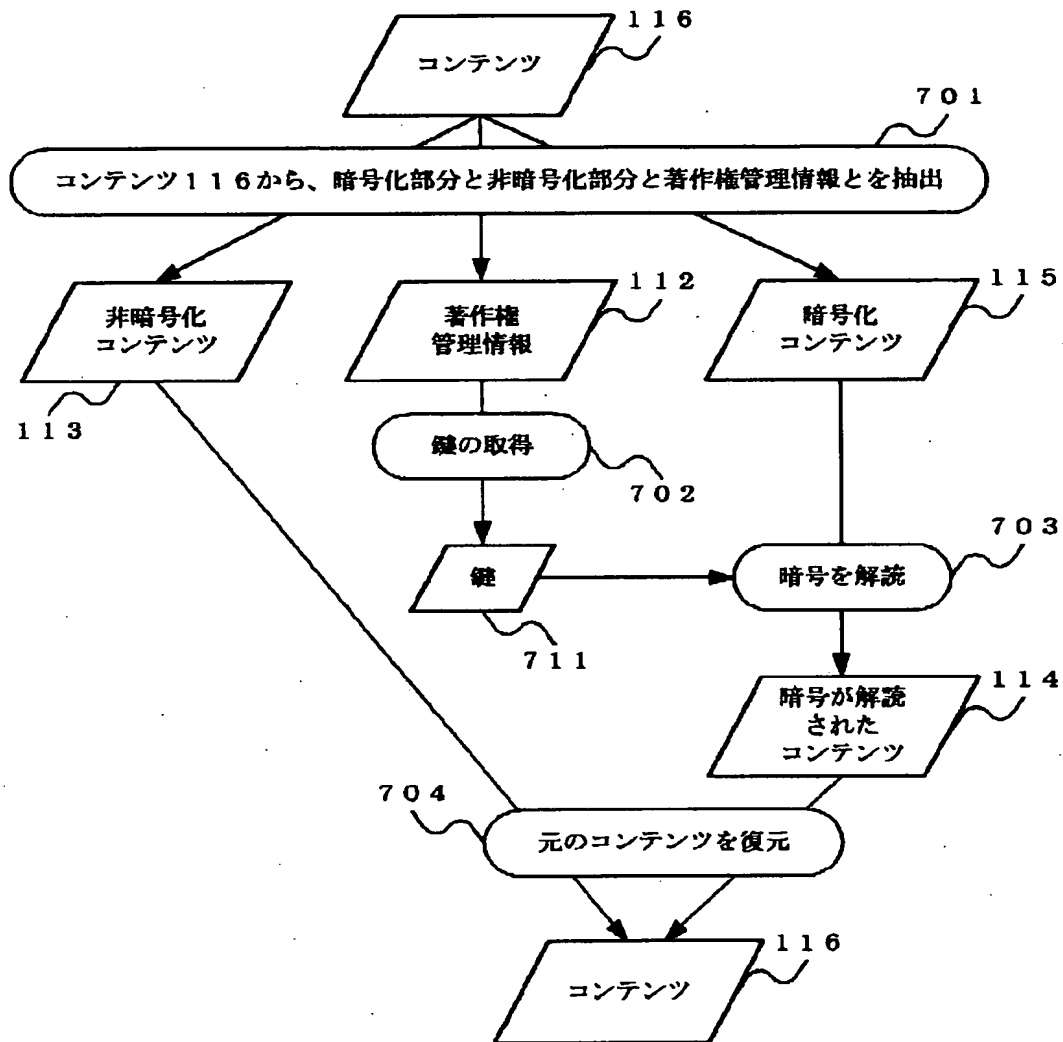 116
コンテンツ
701
コンテンツ116から、暗号化部分と非暗号化部分と著作権管理情報とを抽出
非暗号化
コンテンツ
113
著作権
管理情報
112
暗号化
コンテンツ
115
鍵の取得
702
鍵
711
暗号を解読
703
暗号が解読
された
コンテンツ
114
704
元のコンテンツを復元
コンテンツ
116